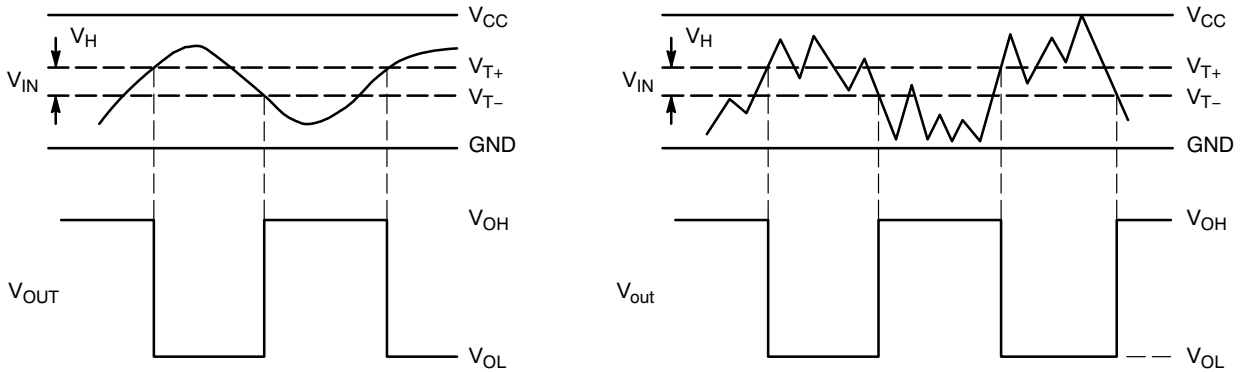 V_CC
V_H
V_T+
V_IN
V_T−
GND
V_OH
V_OUT
V_OL
V_CC
V_H
V_T+
V_IN
V_T−
GND
V_OH
V_out
V_OL